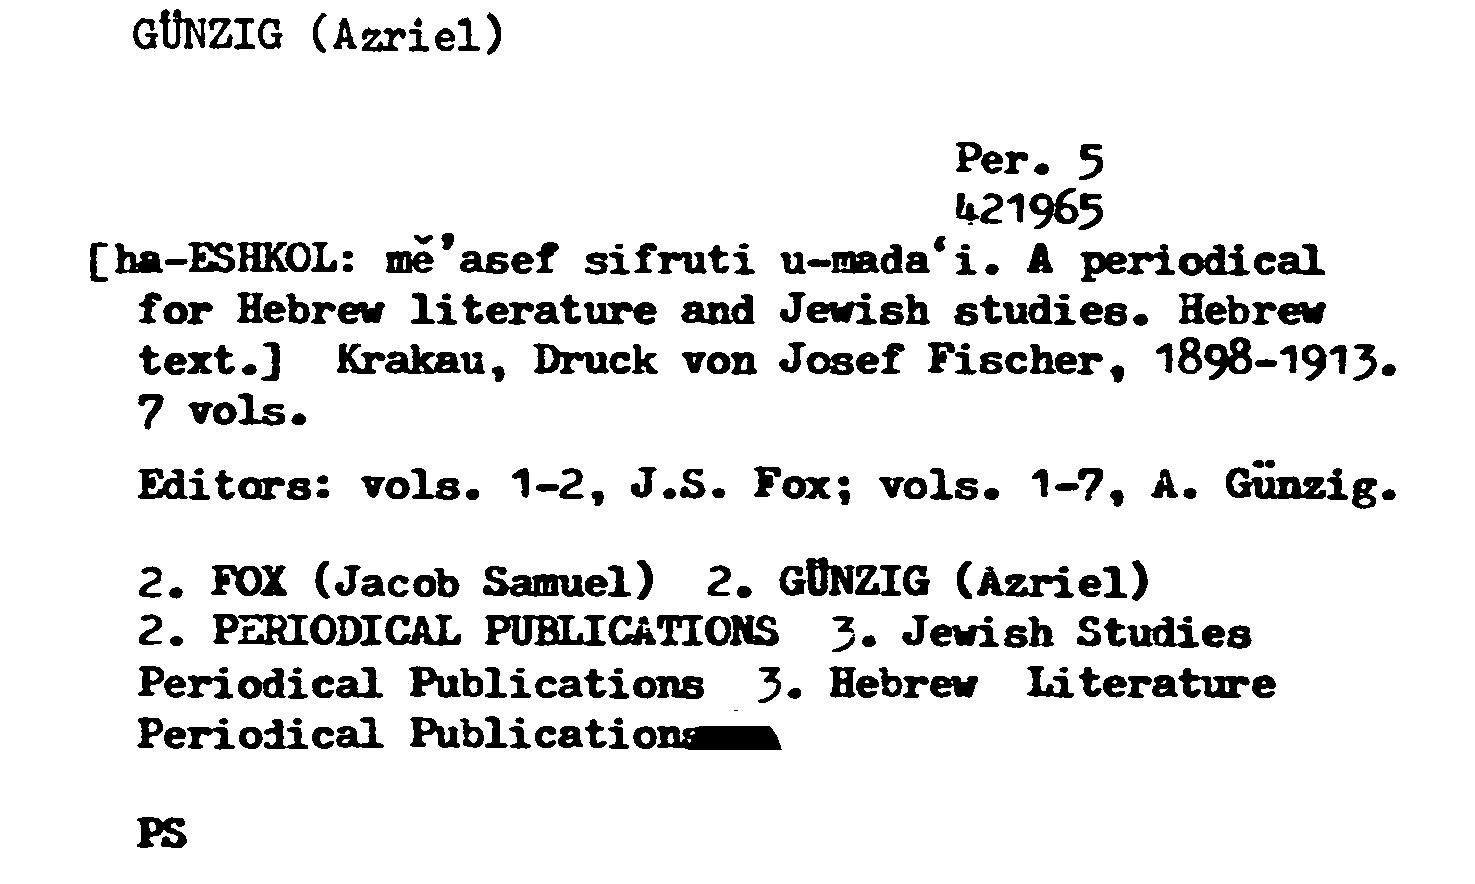 GÜNZIG (Azriel)
Per. 5
421965
[ha-ESHKOL: mě’asef sifruti u-mada‘i. A periodical
for Hebrew literature and Jewish studies. Hebrew
text.] Krakau, Druck von Josef Fischer, 1898-1913.
7 vols.
Editors: vols. 1-2, J.S. Fox; vols. 1-7, A. Günzig.
2. FOX (Jacob Samuel) 2. GÜNZIG (Azriel)
2. PERIODICAL PUBLICATIONS 3. Jewish Studies
Periodical Publications 3. Hebrew Literature
Periodical Publications
PS